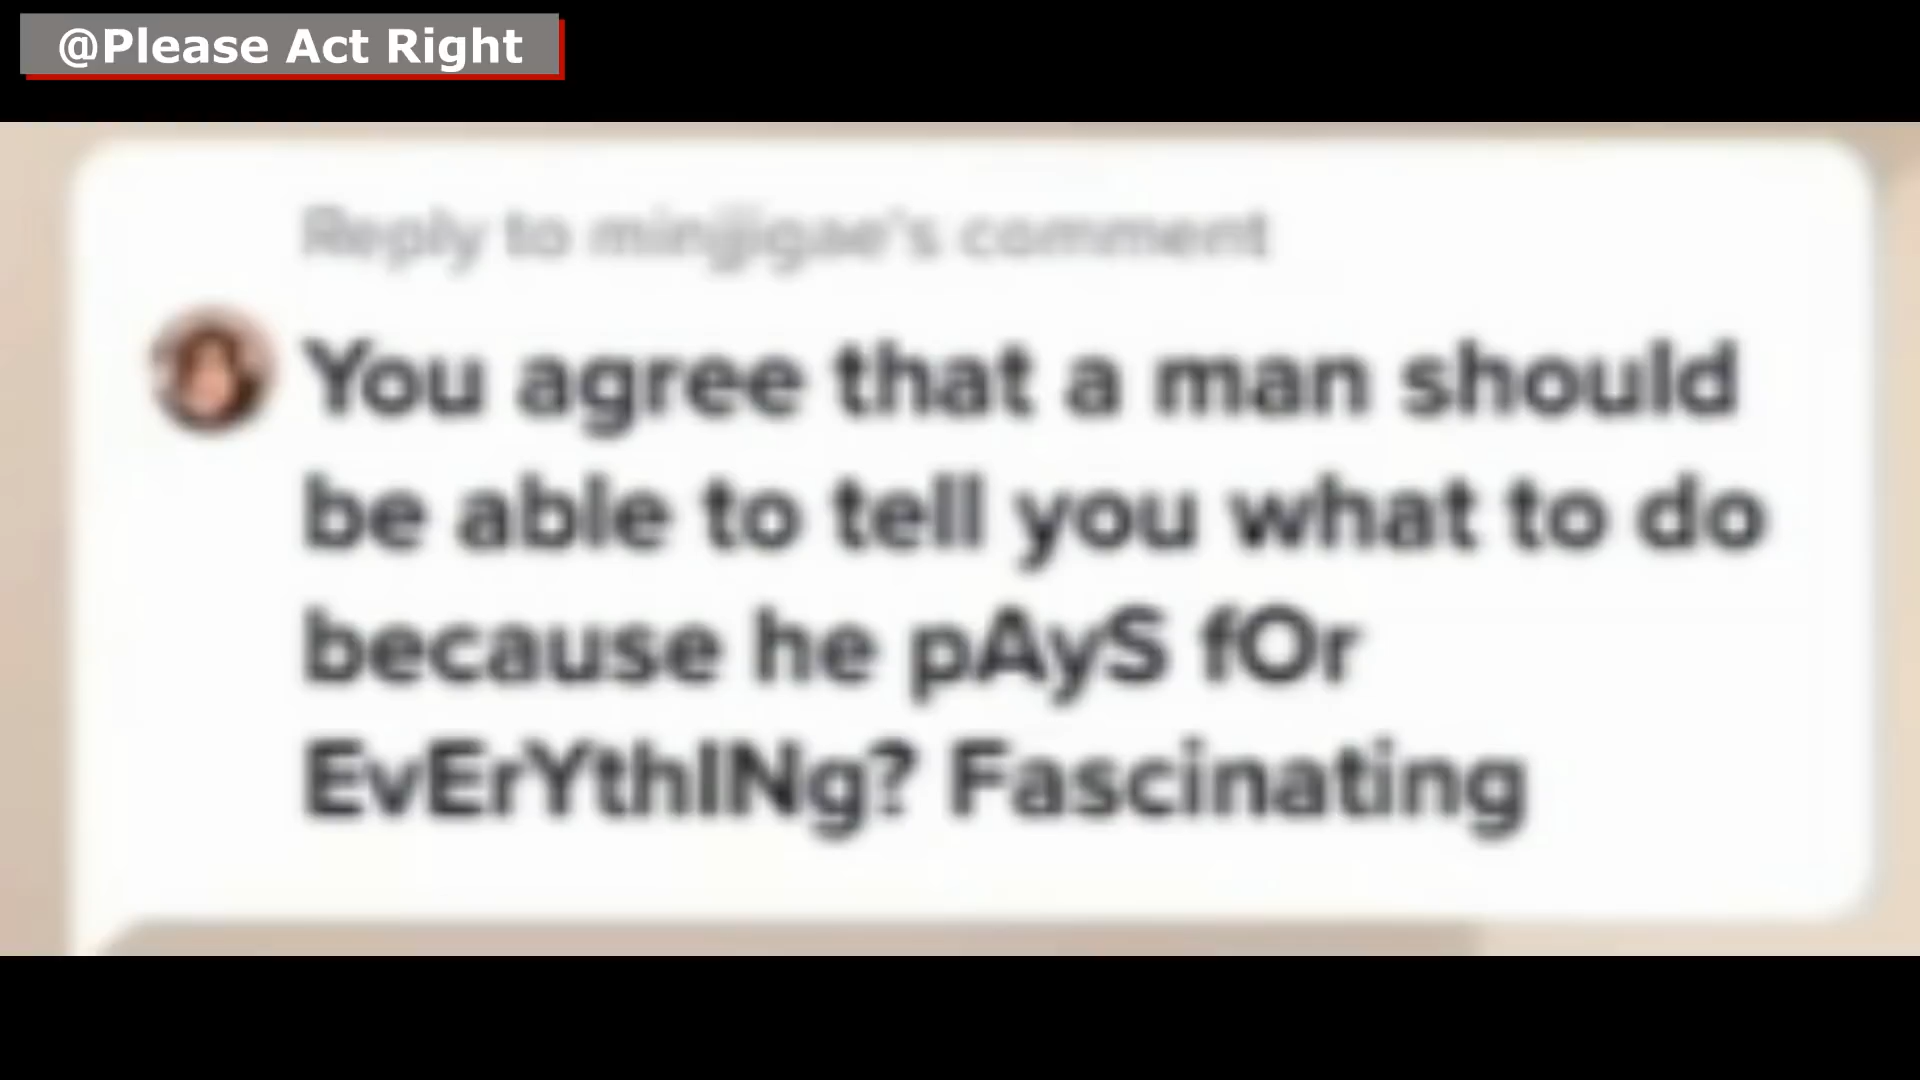 @Please Act Right
Reply to minjjigae's comment
You agree that a man should
be able to tell you what to do
because he pAyS fOr
EvErYthINg? Fascinating